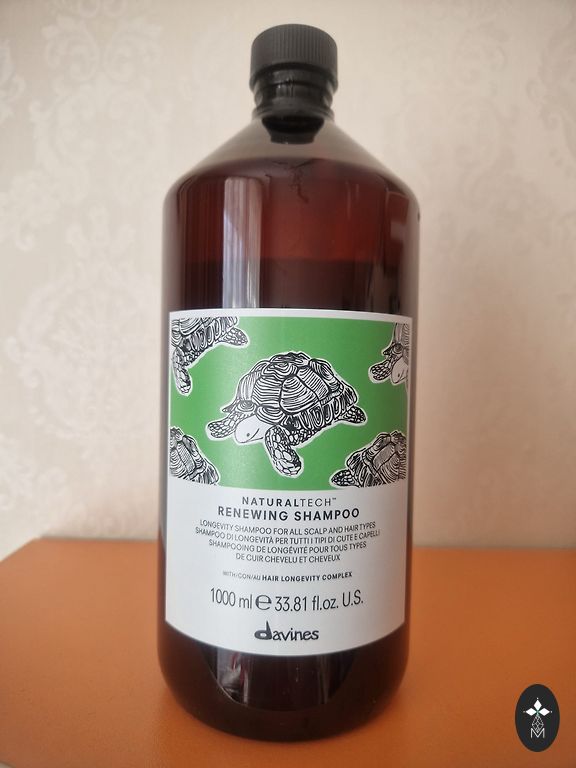 NATURALTECH™
RENEWING SHAMPOO
LONGEVITY SHAMPOO FOR ALL SCALP AND HAIR TYPES
SHAMPOO DI LONGEVITÀ PER TUTTI I TIPI DI CUTE E CAPELLI
SHAMPOOING DE LONGÉVITÉ POUR TOUS TYPES
DE CUIR CHEVELU ET CHEVEUX
WITH/CON/AU HAIR LONGEVITY COMPLEX
1000 ml ℮ 33.81 fl.oz. U.S.
davines
M